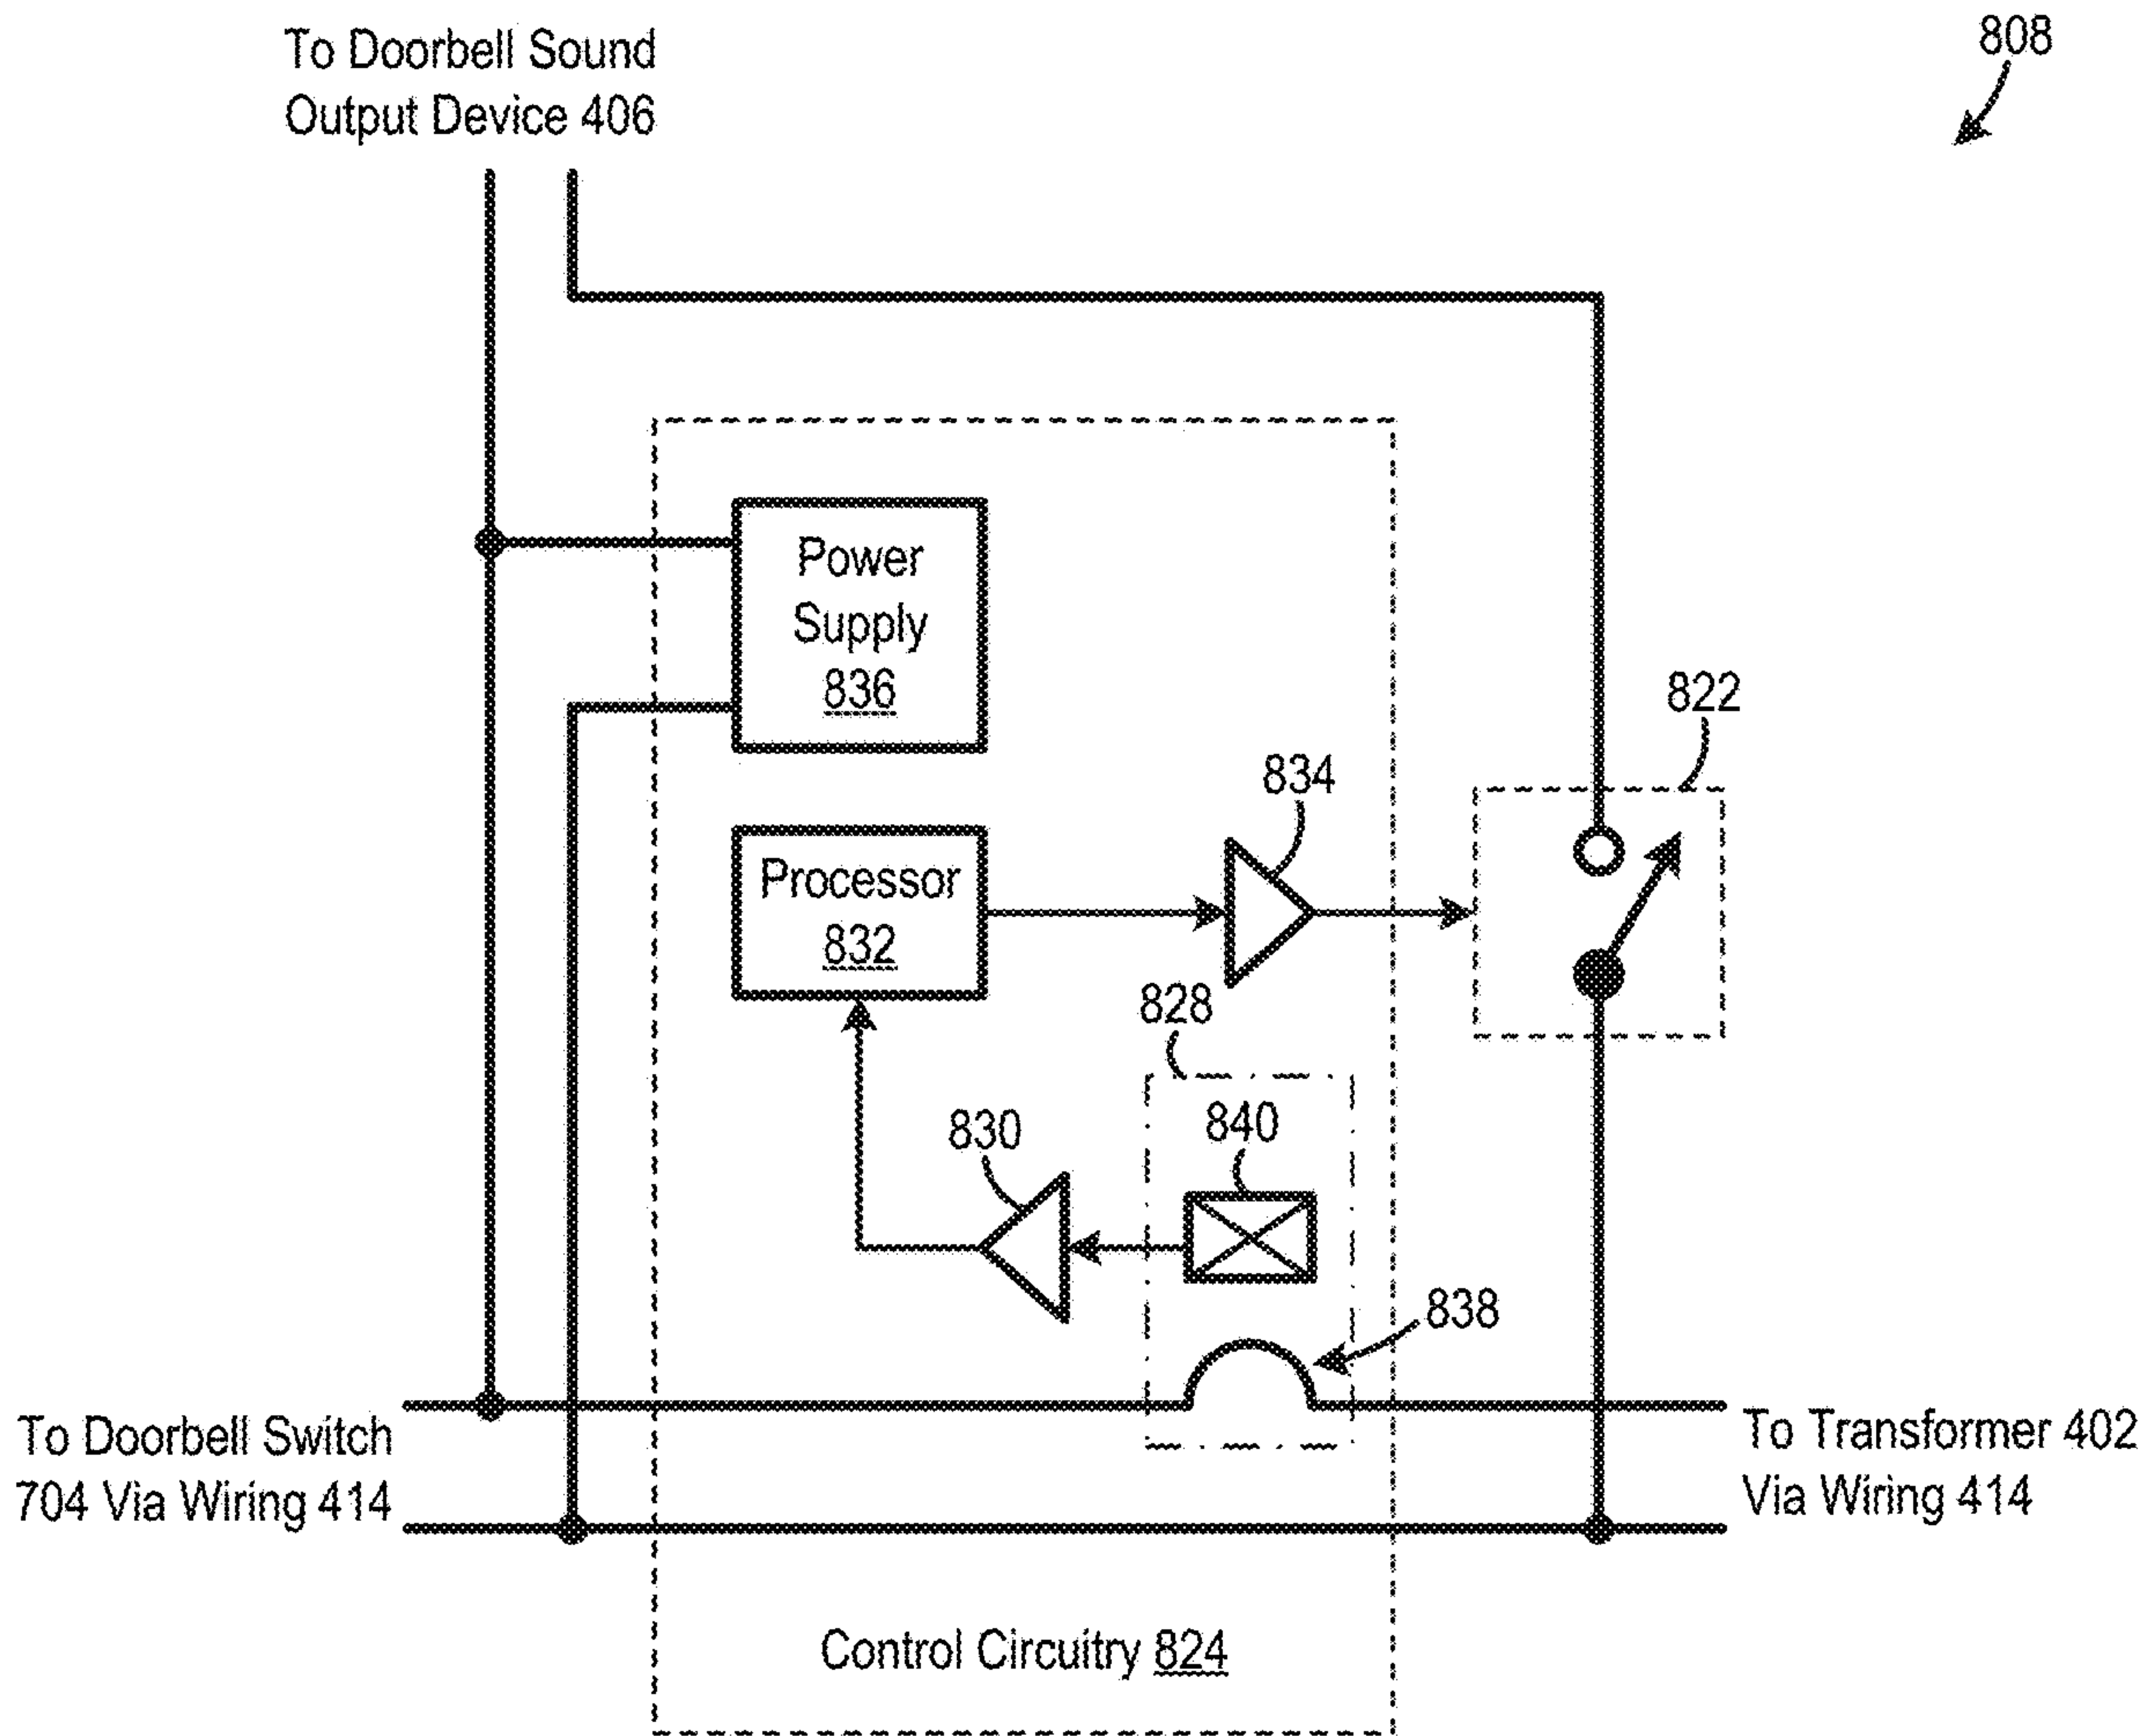 To Doorbell Sound
Output Device 406
808
Power
Supply
836
822
834
Processor
832
828
840
830
838
To Doorbell Switch
704 Via Wiring 414
To Transformer 402
Via Wiring 414
Control Circuitry 824